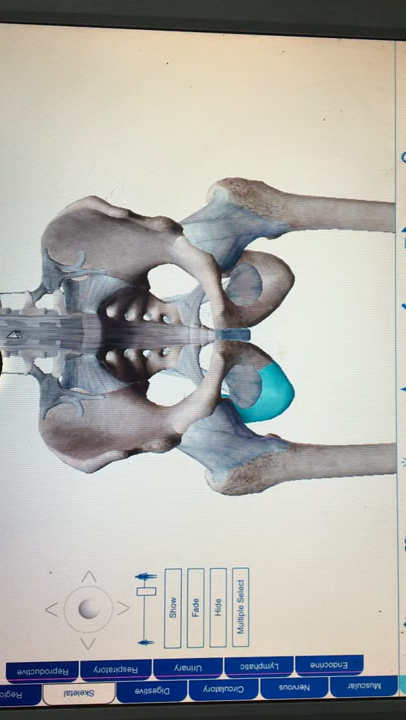 Show
Fade
Hide
Multiple Select
Endocrine
Lymphatic
Urinary
Respiratory
Reproductive
Muscular
Nervous
Circulatory
Digestive
Skeletal